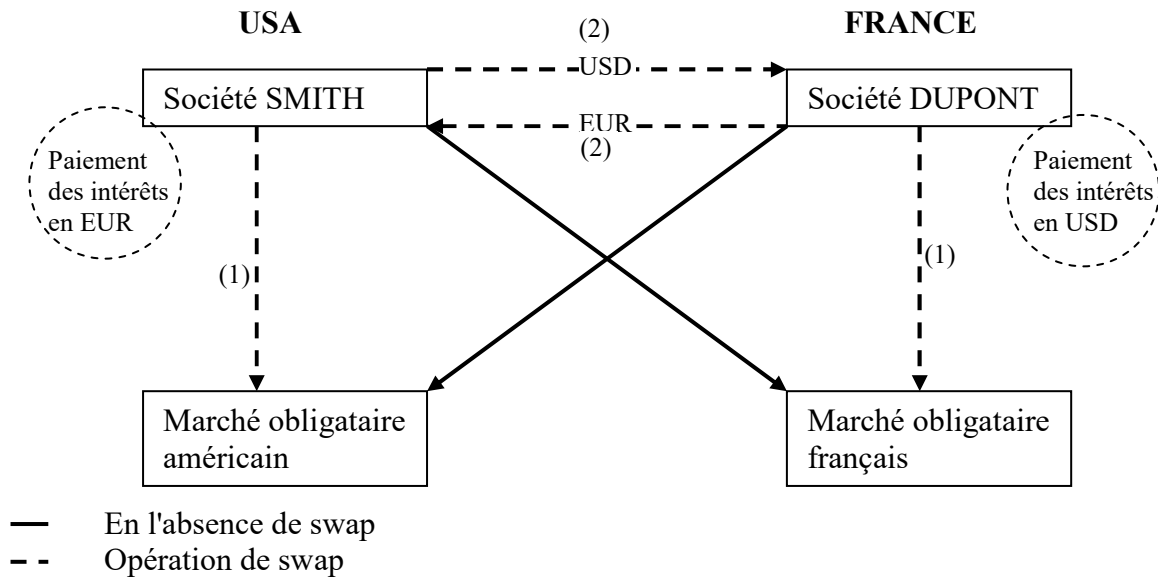 USA
(2)
FRANCE
USD
Société SMITH
Société DUPONT
EUR
(2)
Paiement
des intérêts
en EUR
Paiement
des intérêts
en USD
(1)
(1)
Marché obligataire
américain
Marché obligataire
français
En l'absence de swap
Opération de swap